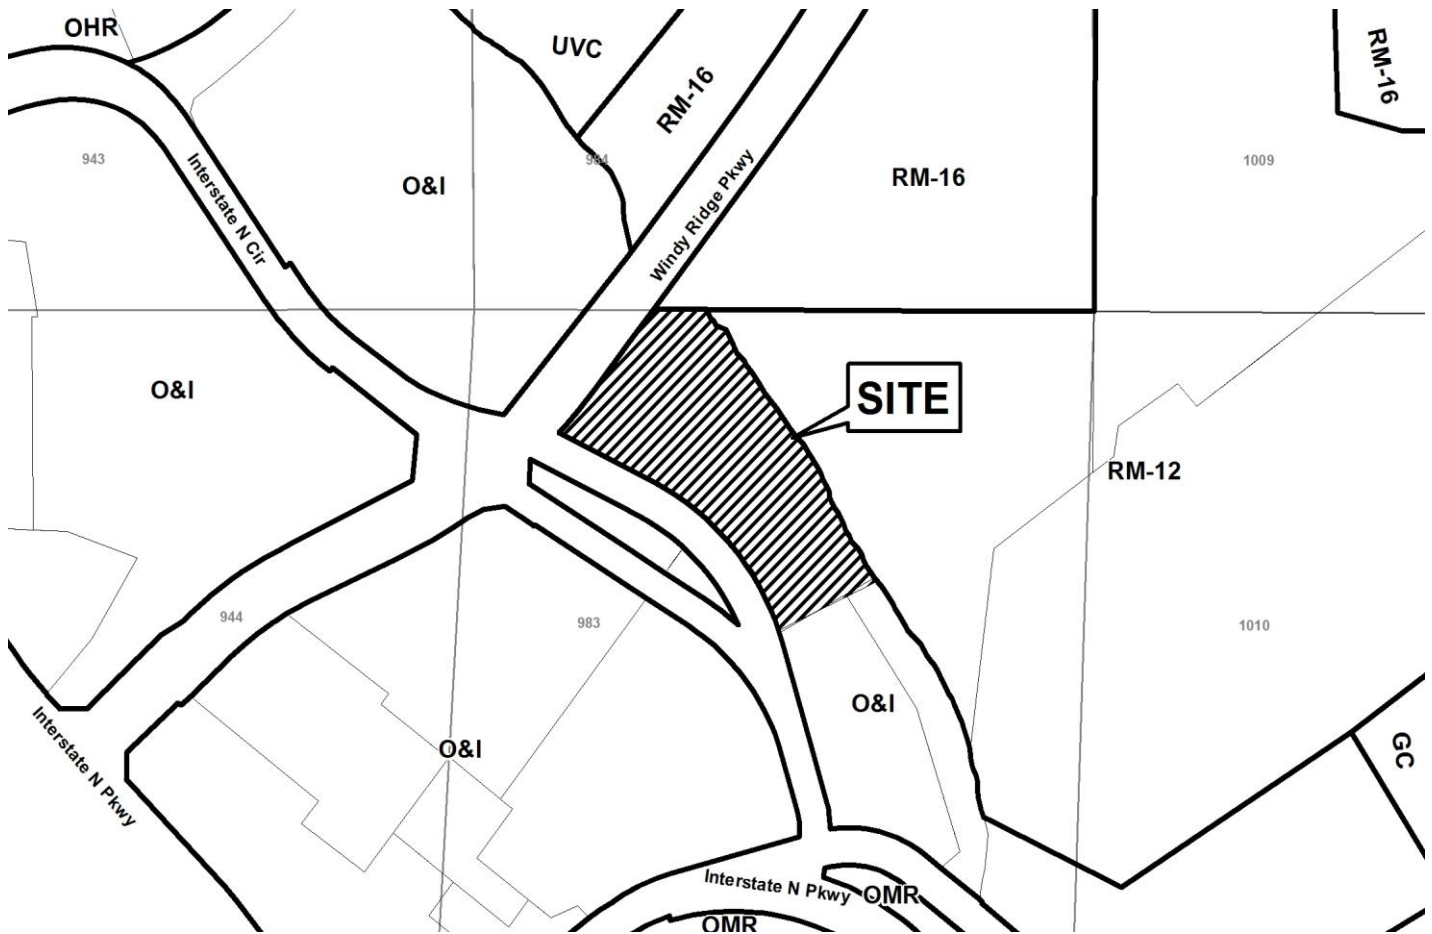 OHR
UVC
RM-16
RM-16
943
984
1009
Interstate N Cir
O&I
Windy Ridge Pkwy
RM-16
O&I
SITE
RM-12
944
983
1010
O&I
O&I
Interstate N Pkwy
GC
Interstate N Pkwy
OMR
OMR